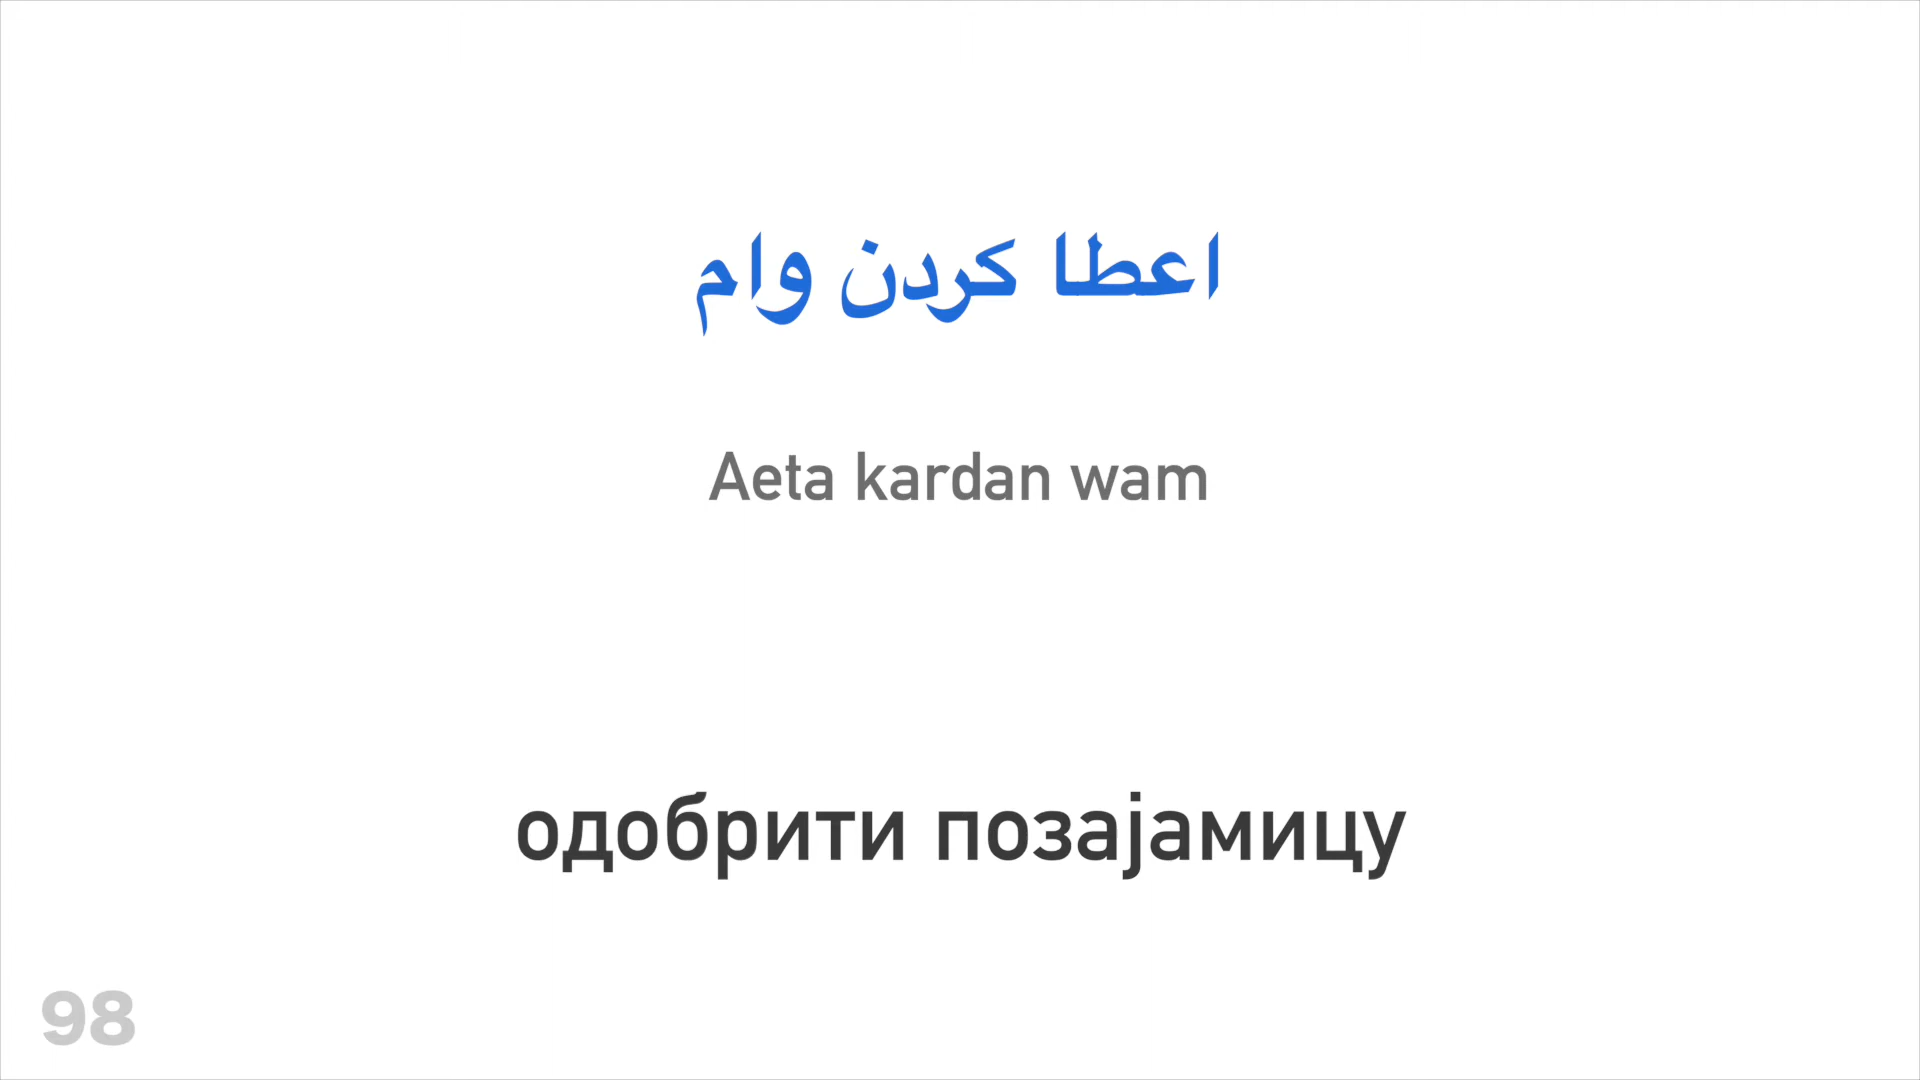 اعطا کردن وام
Aeta kardan wam
одобрити позајамицу
98